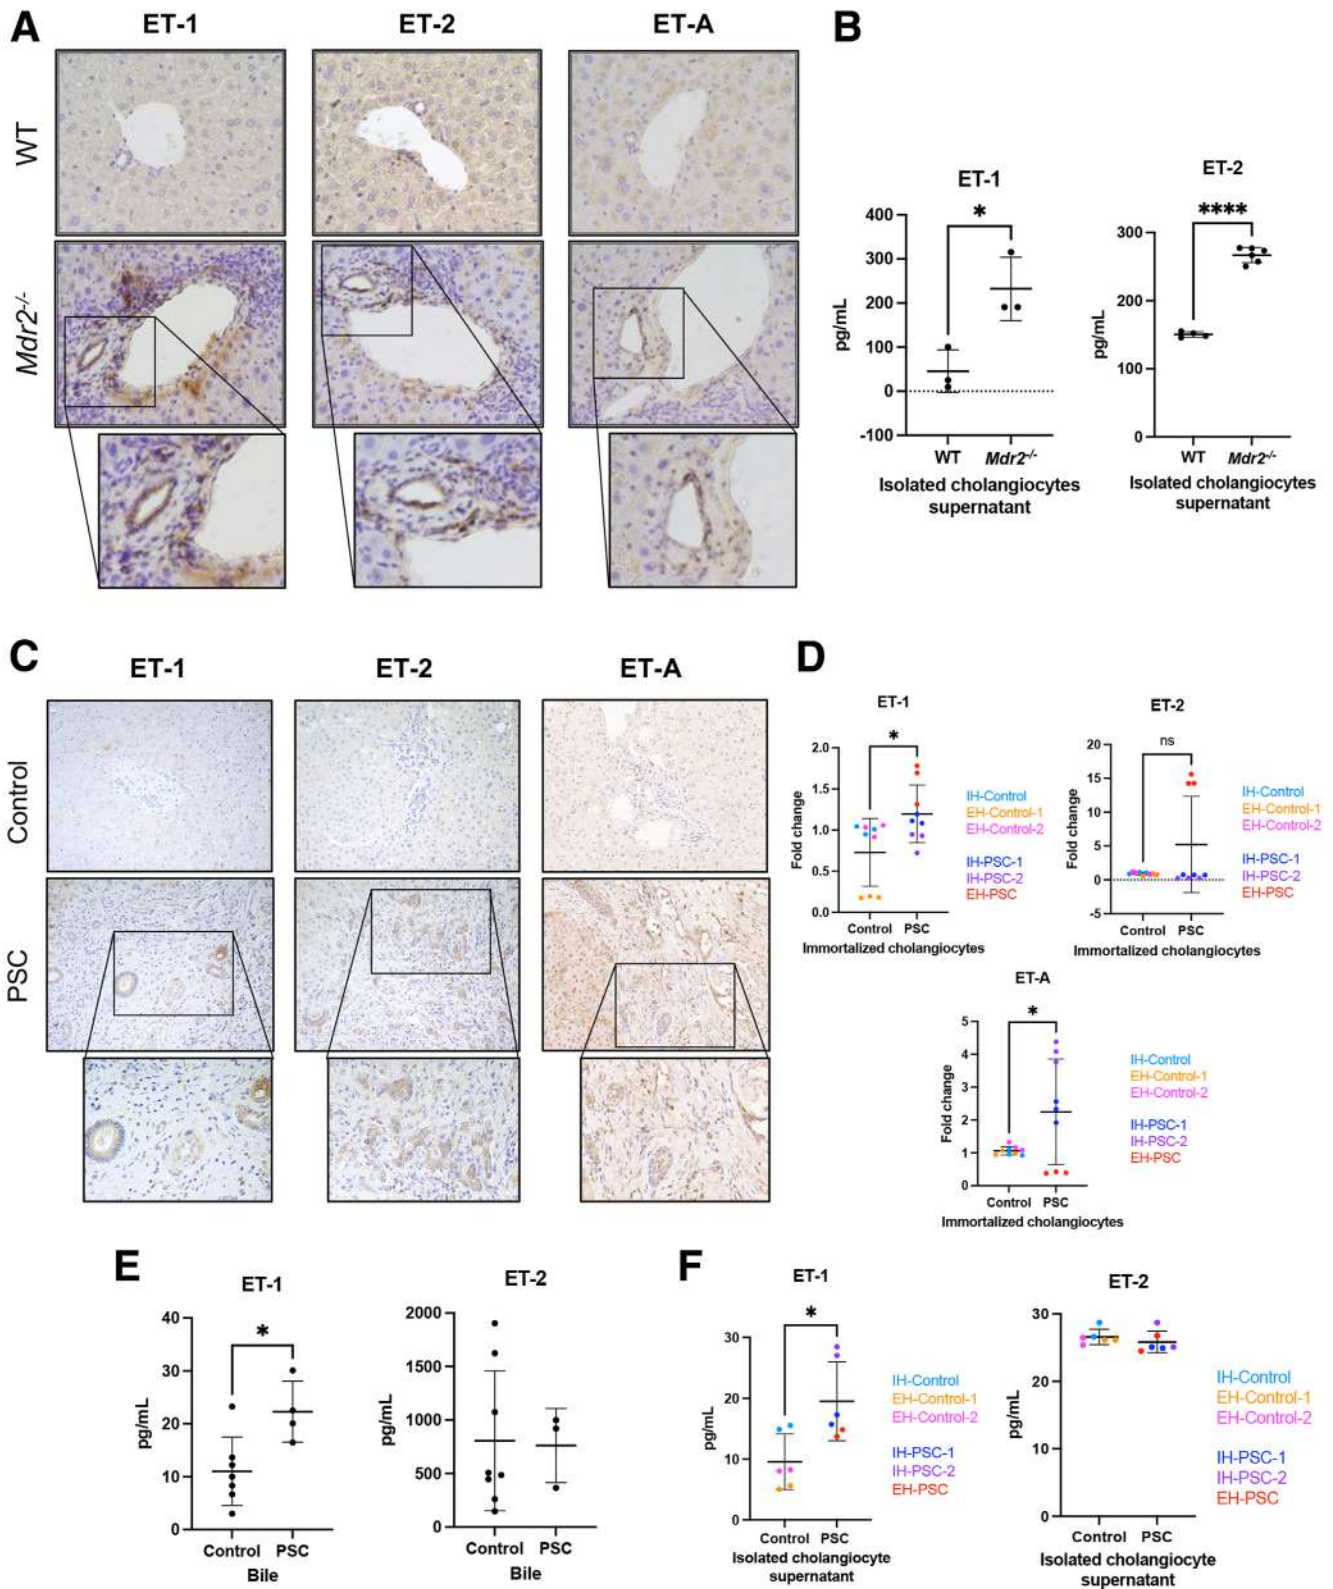 A
ET-1
ET-2
ET-A
WT
Mdr2-/-
B
ET-1
*
400
300
200
100
0
-100
pg/mL
WT
Mdr2-/-
Isolated cholangiocytes
supernatant
ET-2
****
300
200
100
0
pg/mL
WT
Mdr2-/-
Isolated cholangiocytes
supernatant
C
ET-1
ET-2
ET-A
Control
PSC
D
ET-1
*
2.0
1.5
1.0
0.5
0.0
Fold change
Control
PSC
Immortalized cholangiocytes
IH-Control
EH-Control-1
EH-Control-2
IH-PSC-1
IH-PSC-2
EH-PSC
ET-2
ns
20
15
10
5
0
-5
Fold change
Control
PSC
Immortalized cholangiocytes
IH-Control
EH-Control-1
EH-Control-2
IH-PSC-1
IH-PSC-2
EH-PSC
ET-A
*
5
4
3
2
1
0
Fold change
Control
PSC
Immortalized cholangiocytes
IH-Control
EH-Control-1
EH-Control-2
IH-PSC-1
IH-PSC-2
EH-PSC
E
ET-1
*
40
30
20
10
0
pg/mL
Control
PSC
Bile
ET-2
2000
1500
1000
500
0
pg/mL
Control
PSC
Bile
F
ET-1
*
30
20
10
0
pg/mL
Control
PSC
Isolated cholangiocyte
supernatant
IH-Control
EH-Control-1
EH-Control-2
IH-PSC-1
IH-PSC-2
EH-PSC
ET-2
30
20
10
0
pg/mL
Control
PSC
Isolated cholangiocyte
supernatant
IH-Control
EH-Control-1
EH-Control-2
IH-PSC-1
IH-PSC-2
EH-PSC